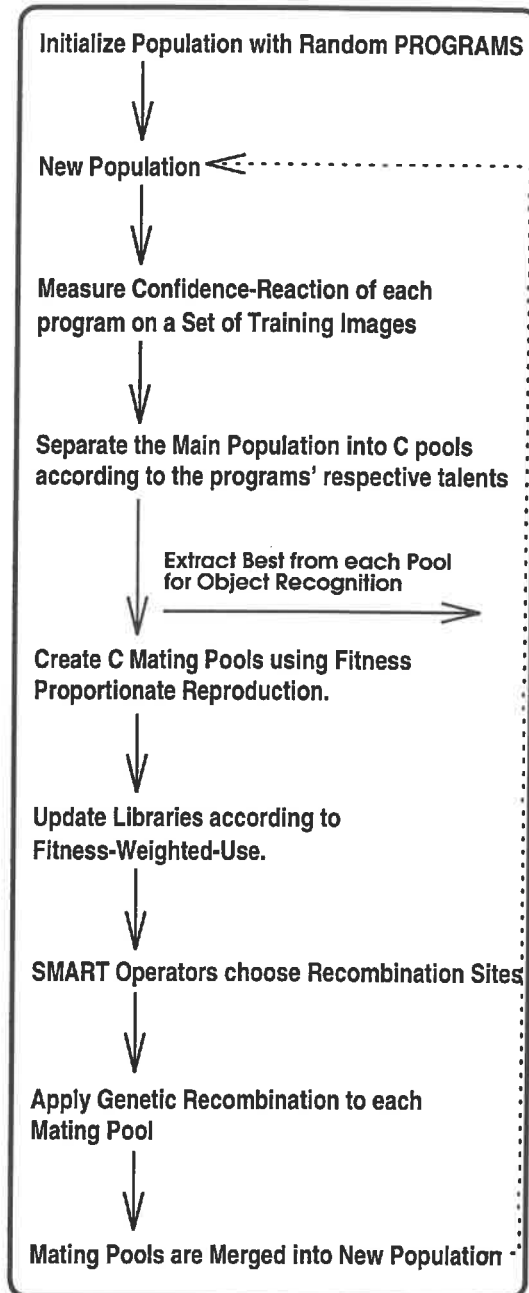 Initialize Population with Random PROGRAMS
New Population
Measure Confidence-Reaction of each
program on a Set of Training Images
Separate the Main Population into C pools
according to the programs' respective talents
Extract Best from each Pool
for Object Recognition
Create C Mating Pools using Fitness
Proportionate Reproduction.
Update Libraries according to
Fitness-Weighted-Use.
SMART Operators choose Recombination Sites
Apply Genetic Recombination to each
Mating Pool
Mating Pools are Merged into New Population